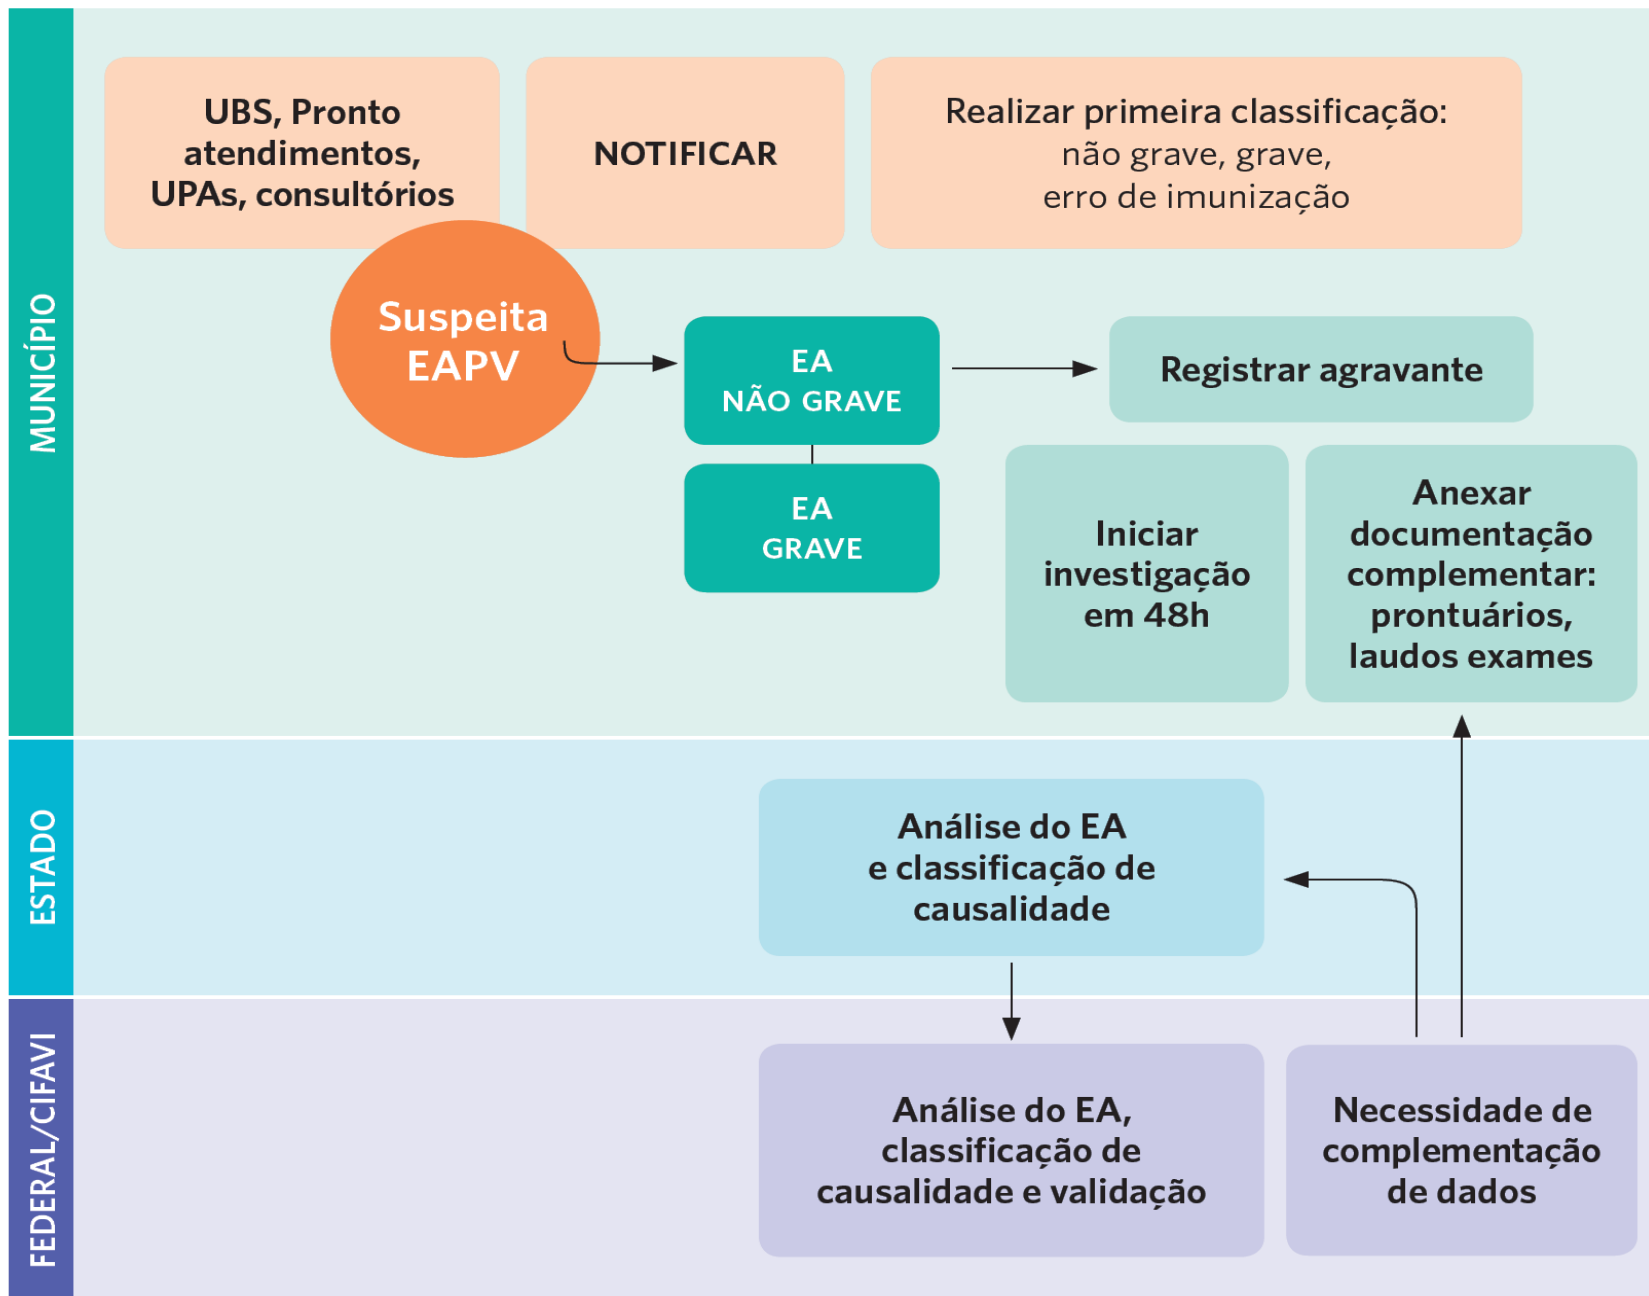 MUNICÍPIO
UBS, Pronto
atendimentos,
UPAs, consultórios
NOTIFICAR
Realizar primeira classificação:
não grave, grave,
erro de imunização
Suspeita
EAPV
EA
NÃO GRAVE
Registrar agravante
EA
GRAVE
Iniciar
investigação
em 48h
Anexar
documentação
complementar:
prontuários,
laudos exames
ESTADO
Análise do EA
e classificação de
causalidade
FEDERAL/CIFAVI
Análise do EA,
classificação de
causalidade e validação
Necessidade de
complementação
de dados